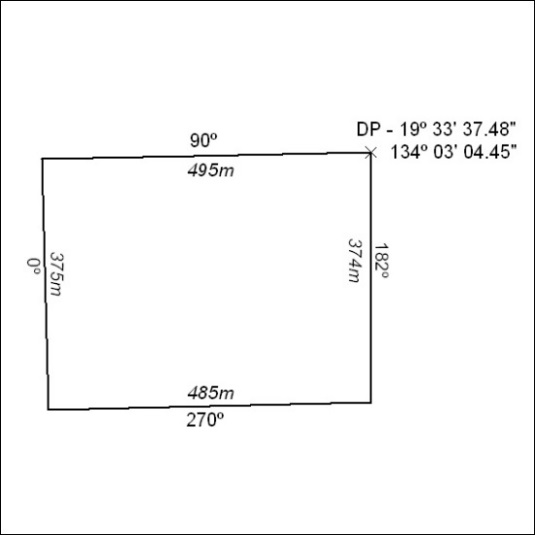 DP - 19º 33' 37.48"
90º
134º 03' 04.45"
495m
0º
375m
374m
182º
485m
270º